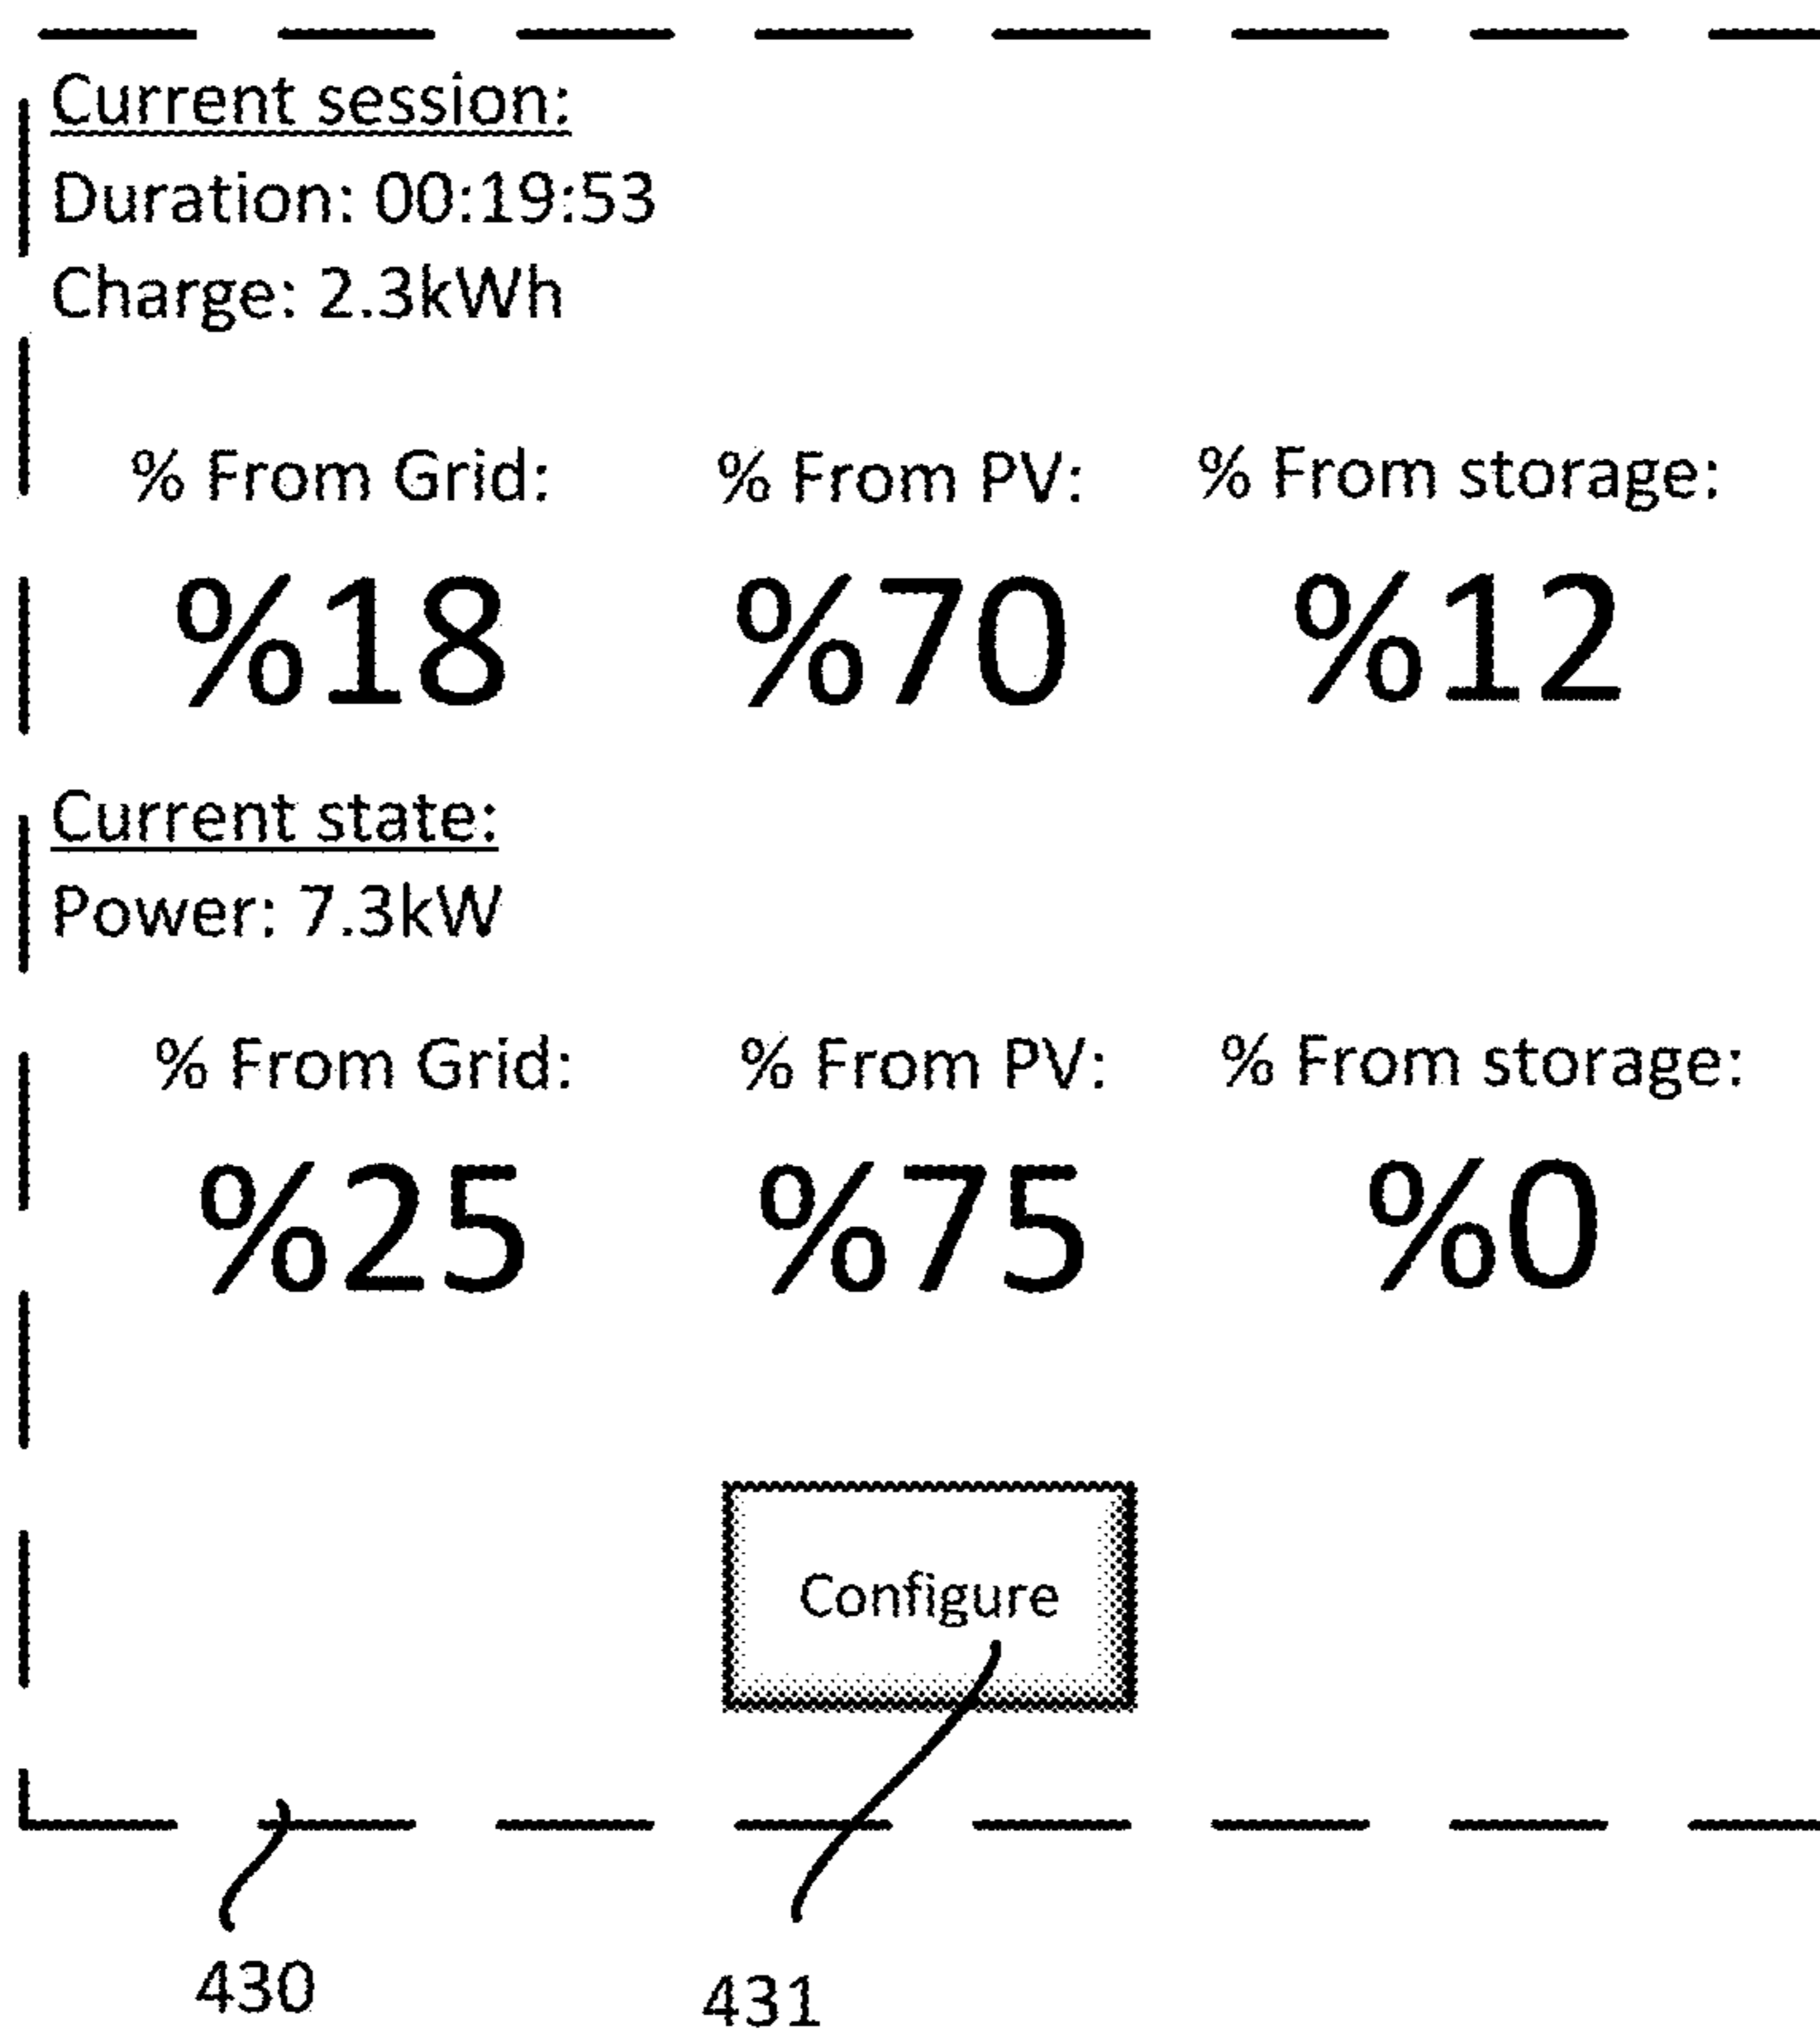 Current session:
Duration: 00:19:53
Charge: 2.3kWh
% From Grid: % From PV: % From storage:
%18 %70 %12
Current state:
Power: 7.3kW
% From Grid: % From PV: % From storage:
%25 %75 %0
Configure
430 431